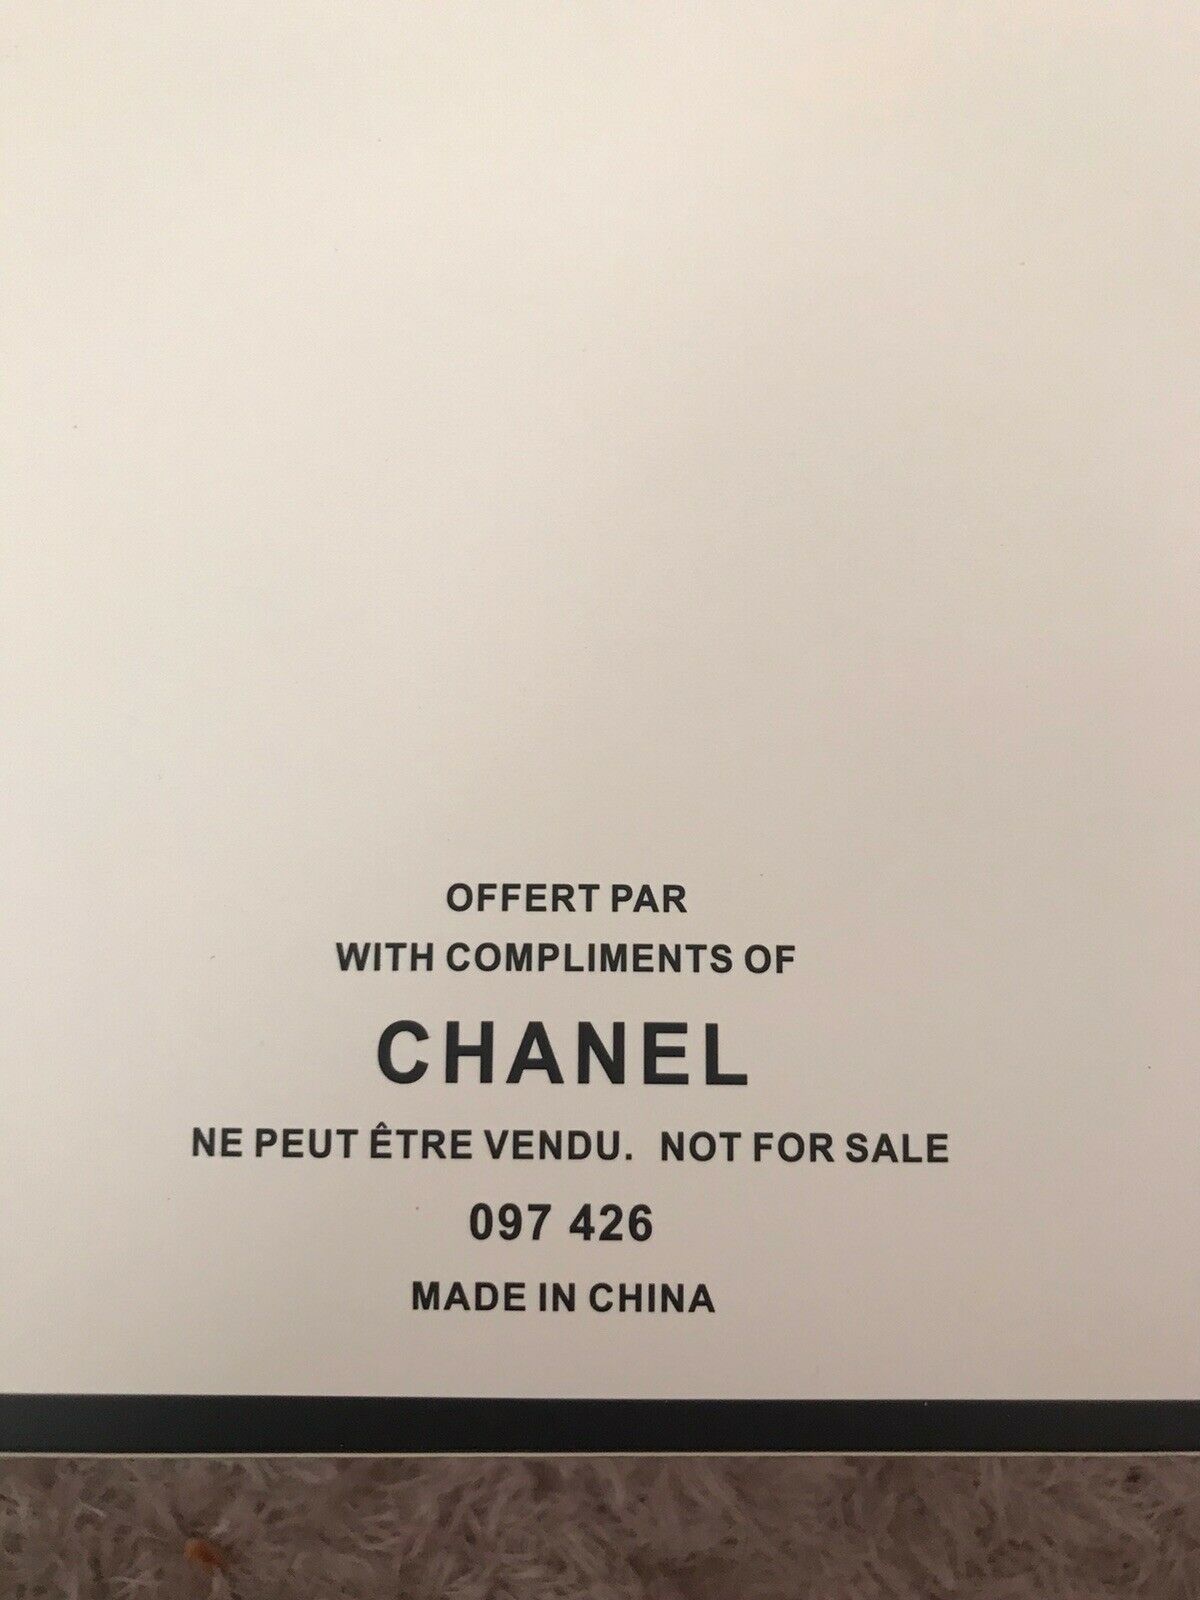 OFFERT PAR
WITH COMPLIMENTS OF
CHANEL
NE PEUT ÊTRE VENDU. NOT FOR SALE
097 426
MADE IN CHINA